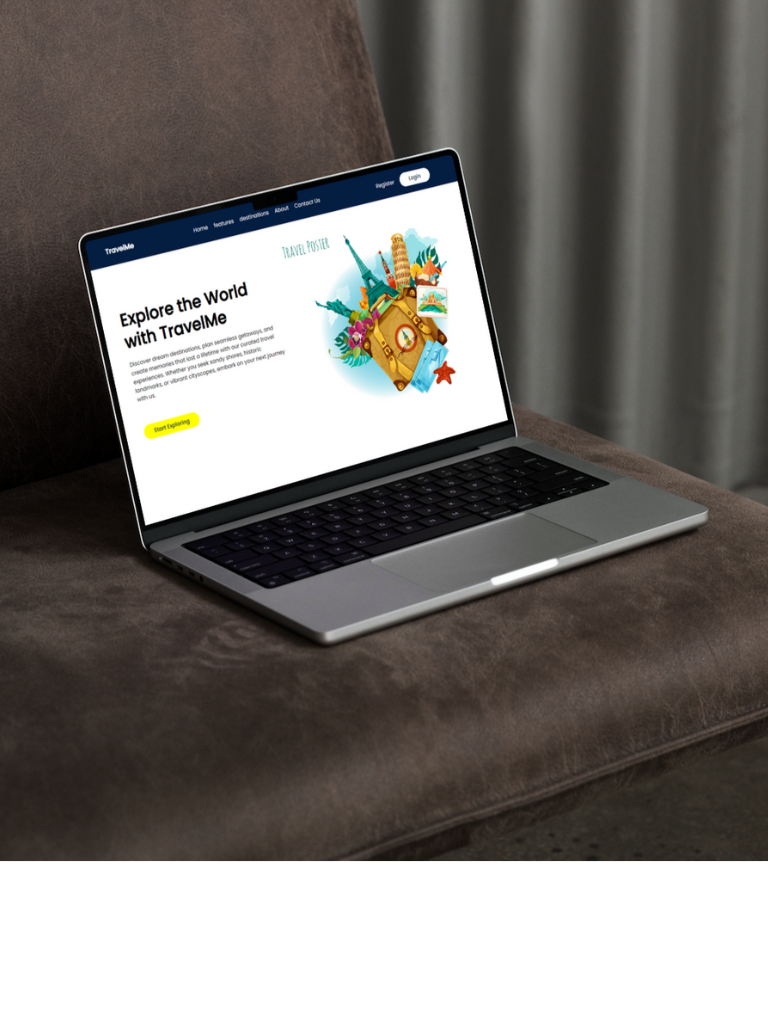 TravelMe
Home features destinations About Contact Us
Register Login
TRAVEL POSTER
Explore the World
with TravelMe
Discover dream destinations, plan seamless getaways, and
create memories that last a lifetime with our curated travel
experiences. Whether you seek sandy shores, historic
landmarks, or vibrant cityscapes, embark on your next journey
with us.
Start Exploring